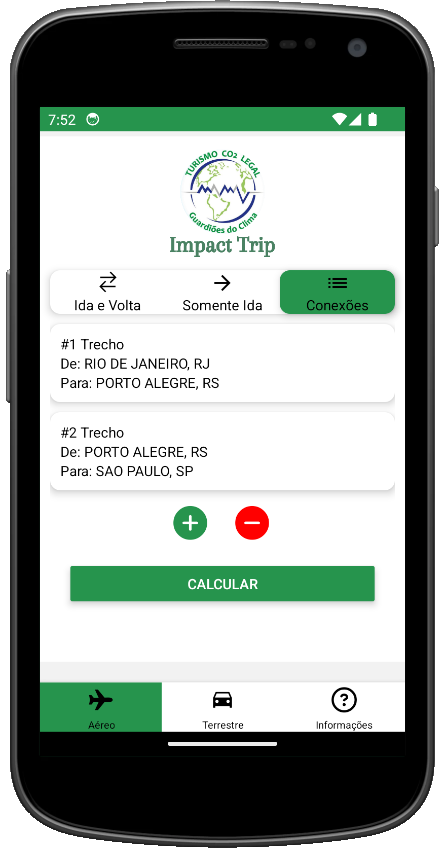 7:52
TURISMO CO2 LEGAL
Guardiões do Clima
Impact Trip
Ida e Volta
Somente Ida
Conexões
#1 Trecho
De: RIO DE JANEIRO, RJ
Para: PORTO ALEGRE, RS
#2 Trecho
De: PORTO ALEGRE, RS
Para: SAO PAULO, SP
CALCULAR
Aéreo
Terrestre
Informações